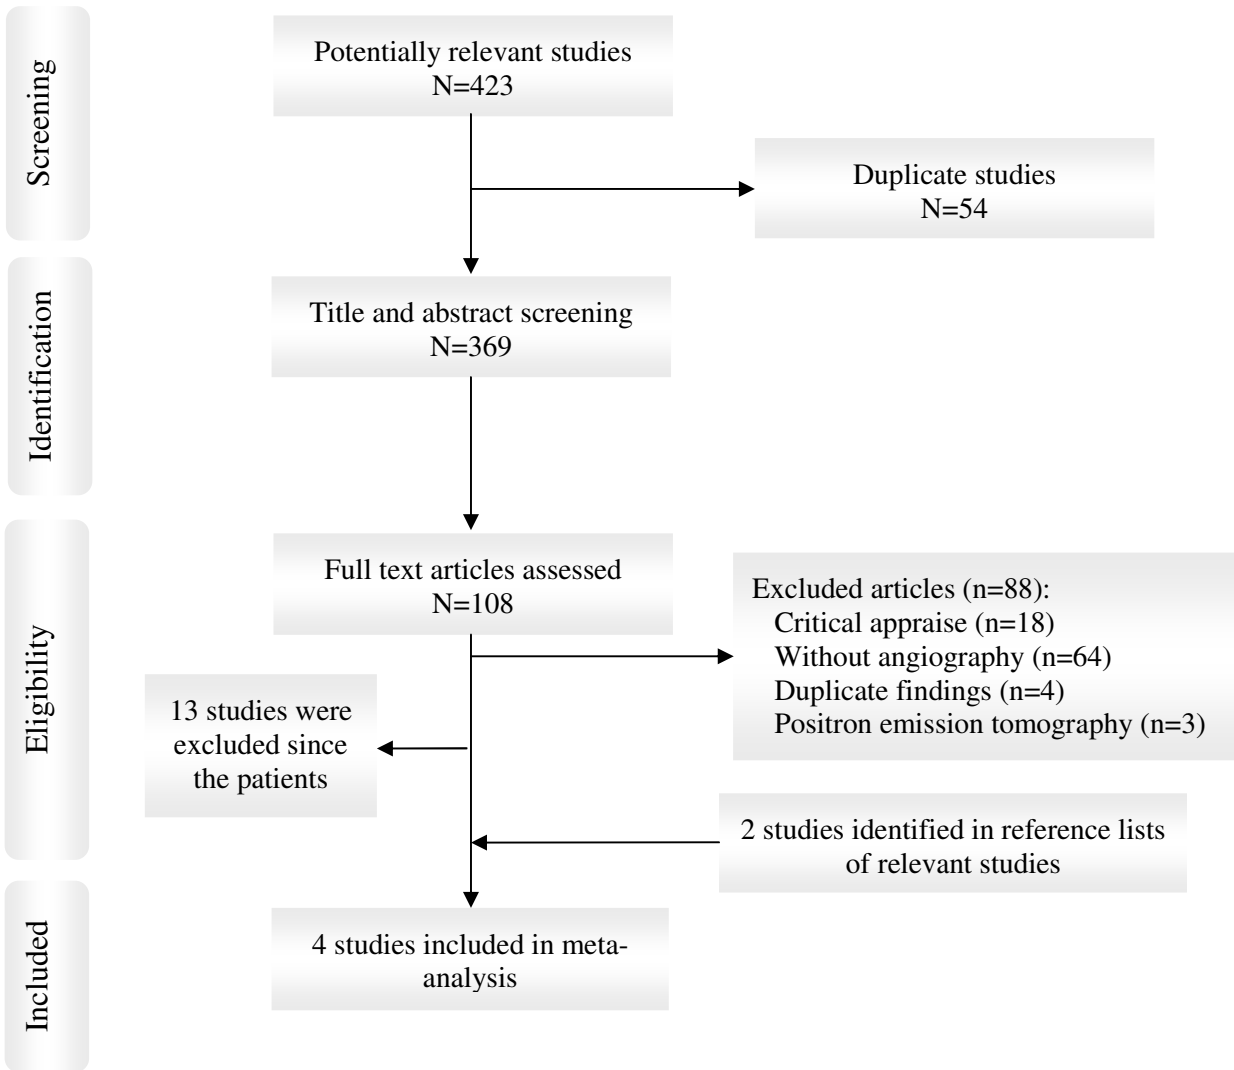 Screening
Potentially relevant studies
N=423
Duplicate studies
N=54
Identification
Title and abstract screening
N=369
Eligibility
Full text articles assessed
N=108
Excluded articles (n=88):
Critical appraise (n=18)
Without angiography (n=64)
Duplicate findings (n=4)
Positron emission tomography (n=3)
13 studies were
excluded since
the patients
2 studies identified in reference lists
of relevant studies
Included
4 studies included in meta-
analysis